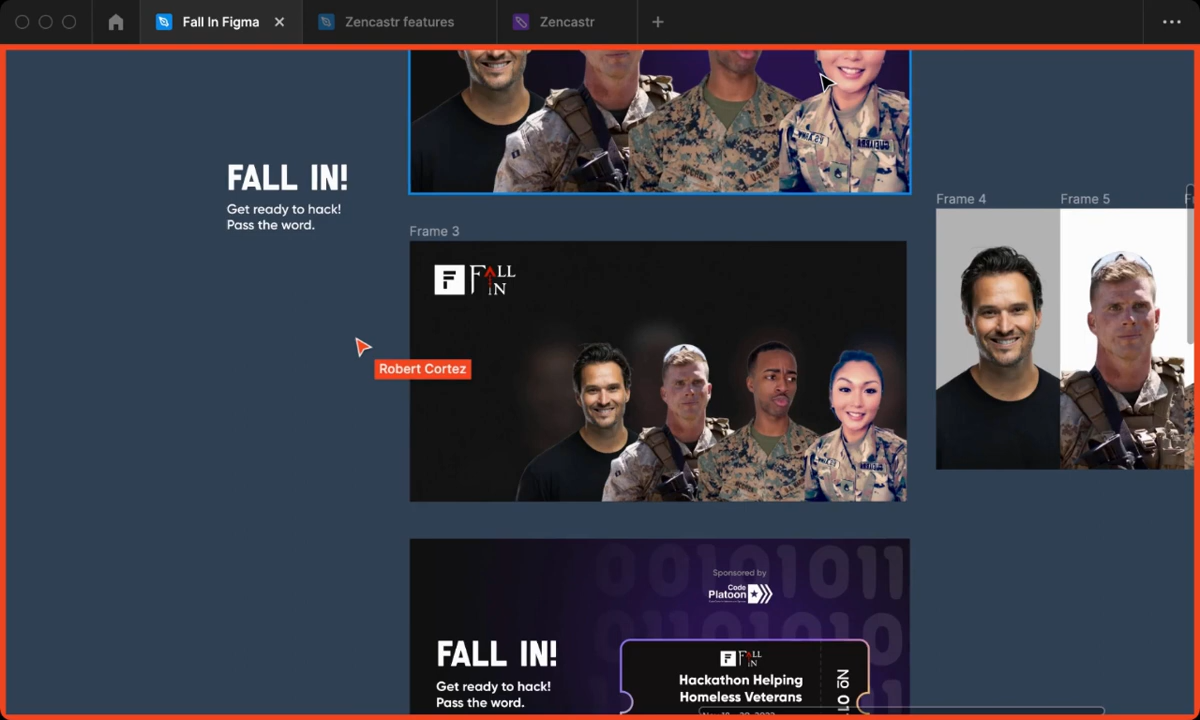 Fall In Figma
Zencastr features
Zencastr
FALL IN!
Get ready to hack!
Pass the word.
Frame 3
Frame 4
Frame 5
FALL
IN
Robert Cortez
Sponsored by
Code
Platoon
FALL IN!
Get ready to hack!
Pass the word.
FALL
IN
Hackathon Helping
Homeless Veterans
No 01